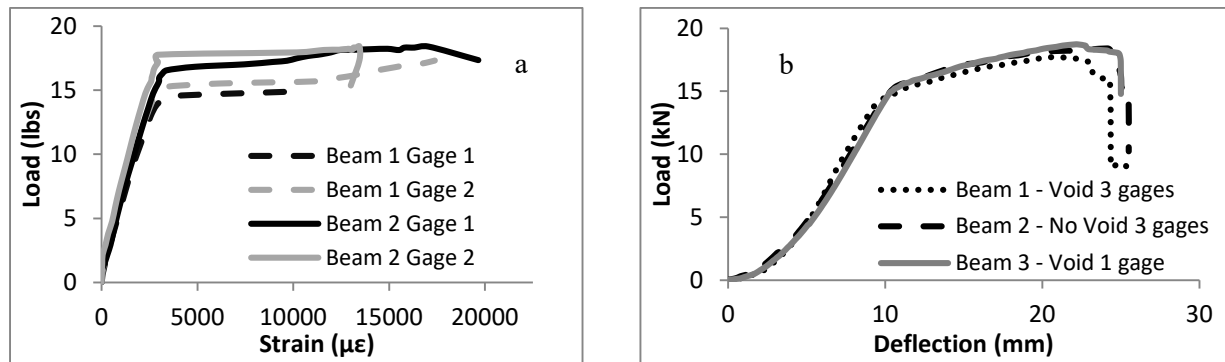 20
15
10
5
0
Load (lbs)
a
Beam 1 Gage 1
Beam 1 Gage 2
Beam 2 Gage 1
Beam 2 Gage 2
0 5000 10000 15000 20000
Strain (µε)
20
15
10
5
0
Load (kN)
b
Beam 1 - Void 3 gages
Beam 2 - No Void 3 gages
Beam 3 - Void 1 gage
0 10 20 30
Deflection (mm)